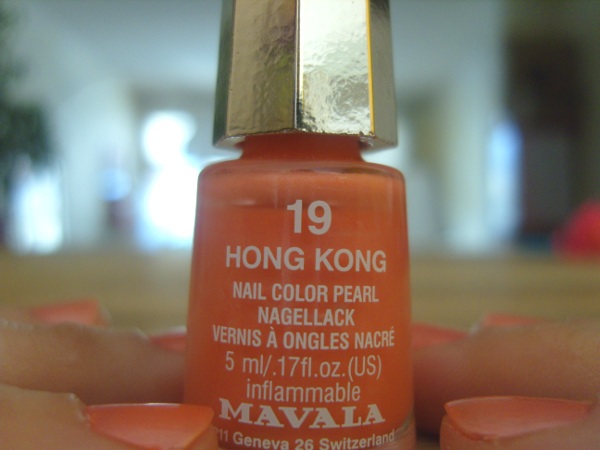 19
HONG KONG
NAIL COLOR PEARL
NAGELLACK
VERNIS À ONGLES NACRÉ
5 ml/.17fl.oz.(US)
inflammable
MAVALA
1211 Geneva 26 Switzerland